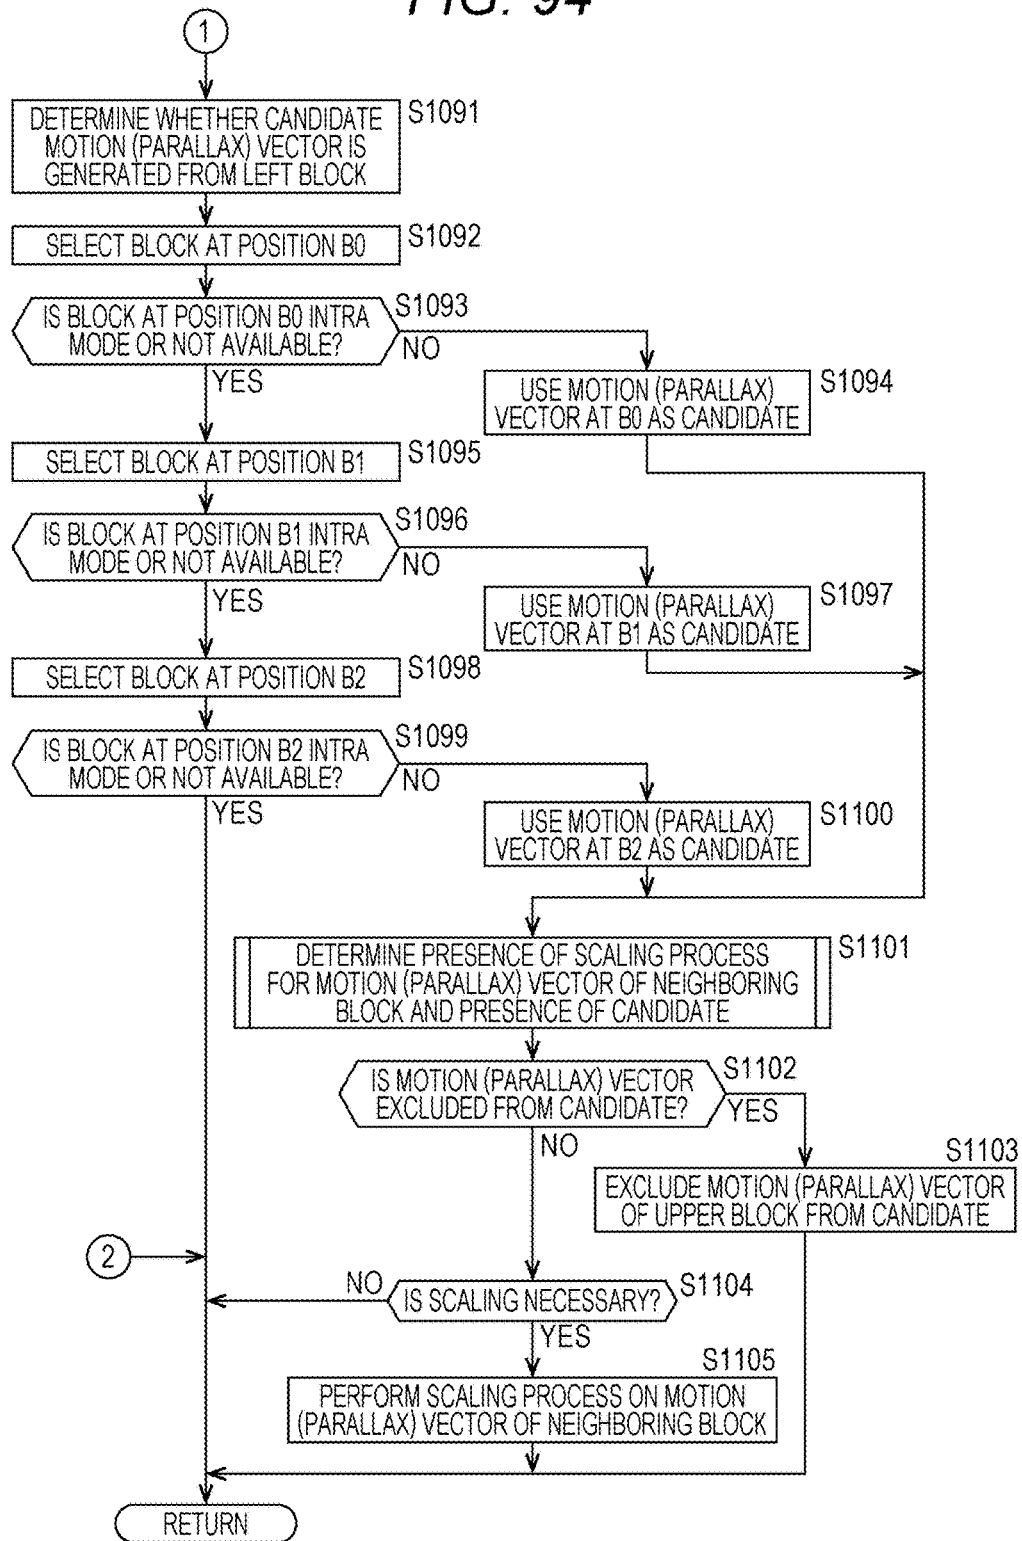 FIG. 94
1
DETERMINE WHETHER CANDIDATE
MOTION (PARALLAX) VECTOR IS
GENERATED FROM LEFT BLOCK
S1091
SELECT BLOCK AT POSITION B0
S1092
IS BLOCK AT POSITION B0 INTRA
MODE OR NOT AVAILABLE?
S1093
NO
YES
USE MOTION (PARALLAX)
VECTOR AT B0 AS CANDIDATE
S1094
SELECT BLOCK AT POSITION B1
S1095
IS BLOCK AT POSITION B1 INTRA
MODE OR NOT AVAILABLE?
S1096
NO
YES
USE MOTION (PARALLAX)
VECTOR AT B1 AS CANDIDATE
S1097
SELECT BLOCK AT POSITION B2
S1098
IS BLOCK AT POSITION B2 INTRA
MODE OR NOT AVAILABLE?
S1099
NO
YES
USE MOTION (PARALLAX)
VECTOR AT B2 AS CANDIDATE
S1100
DETERMINE PRESENCE OF SCALING PROCESS
FOR MOTION (PARALLAX) VECTOR OF NEIGHBORING
BLOCK AND PRESENCE OF CANDIDATE
S1101
IS MOTION (PARALLAX) VECTOR
EXCLUDED FROM CANDIDATE?
S1102
YES
NO
S1103
EXCLUDE MOTION (PARALLAX) VECTOR
OF UPPER BLOCK FROM CANDIDATE
2
NO
IS SCALING NECESSARY?
S1104
YES
S1105
PERFORM SCALING PROCESS ON MOTION
(PARALLAX) VECTOR OF NEIGHBORING BLOCK
RETURN